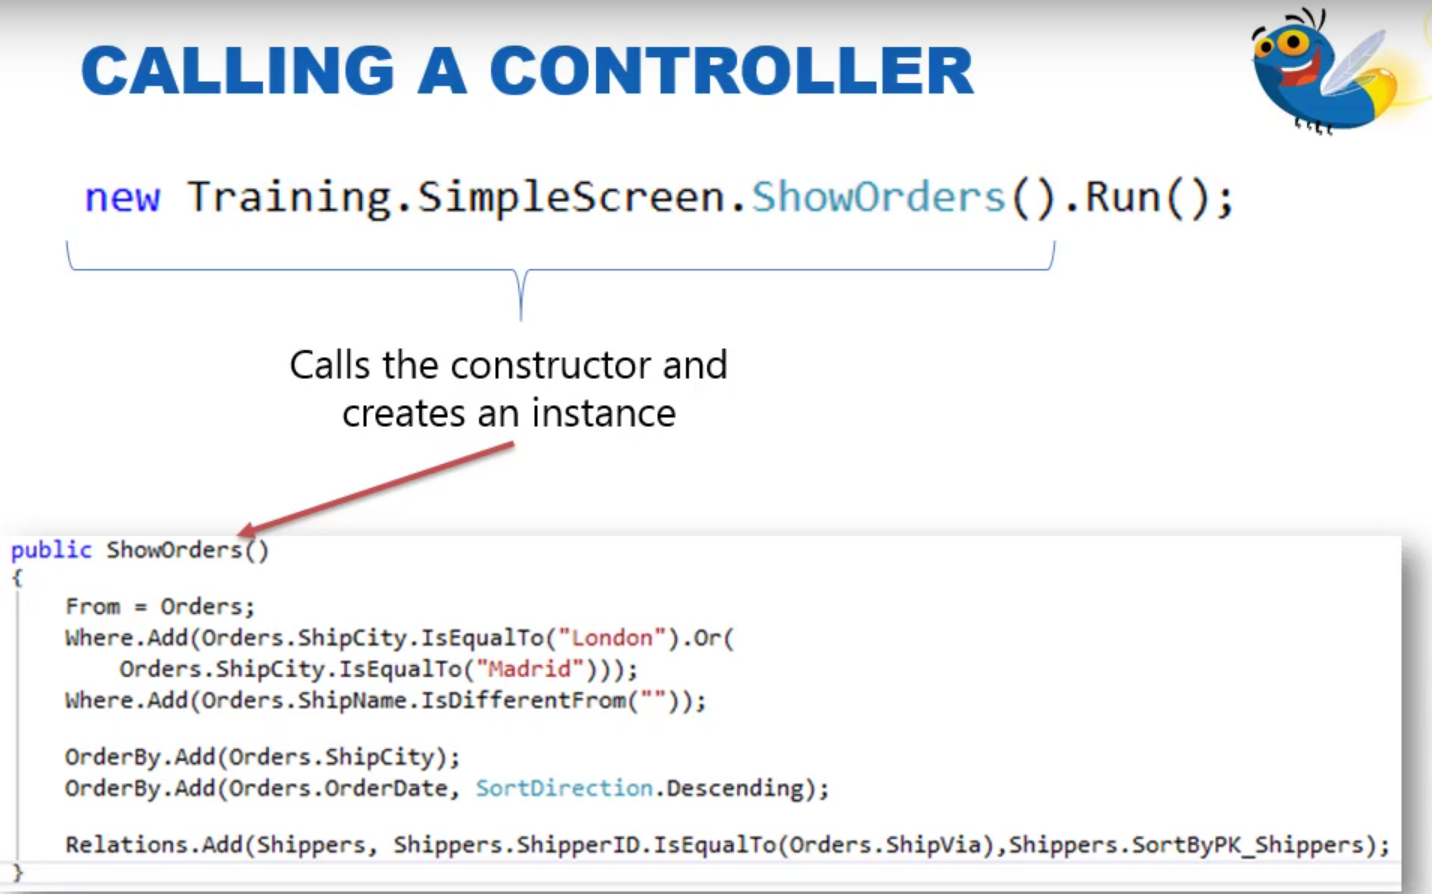 CALLING A CONTROLLER
new Training.SimpleScreen.ShowOrders().Run();
Calls the constructor and
creates an instance
public ShowOrders()
{
From = Orders;
Where.Add(Orders.ShipCity.IsEqualTo("London").Or(
Orders.ShipCity.IsEqualTo("Madrid")));
Where.Add(Orders.ShipName.IsDifferentFrom(""));
OrderBy.Add(Orders.ShipCity);
OrderBy.Add(Orders.OrderDate, SortDirection.Descending);
Relations.Add(Shippers, Shippers.ShipperID.IsEqualTo(Orders.ShipVia),Shippers.SortByPK_Shippers);
}